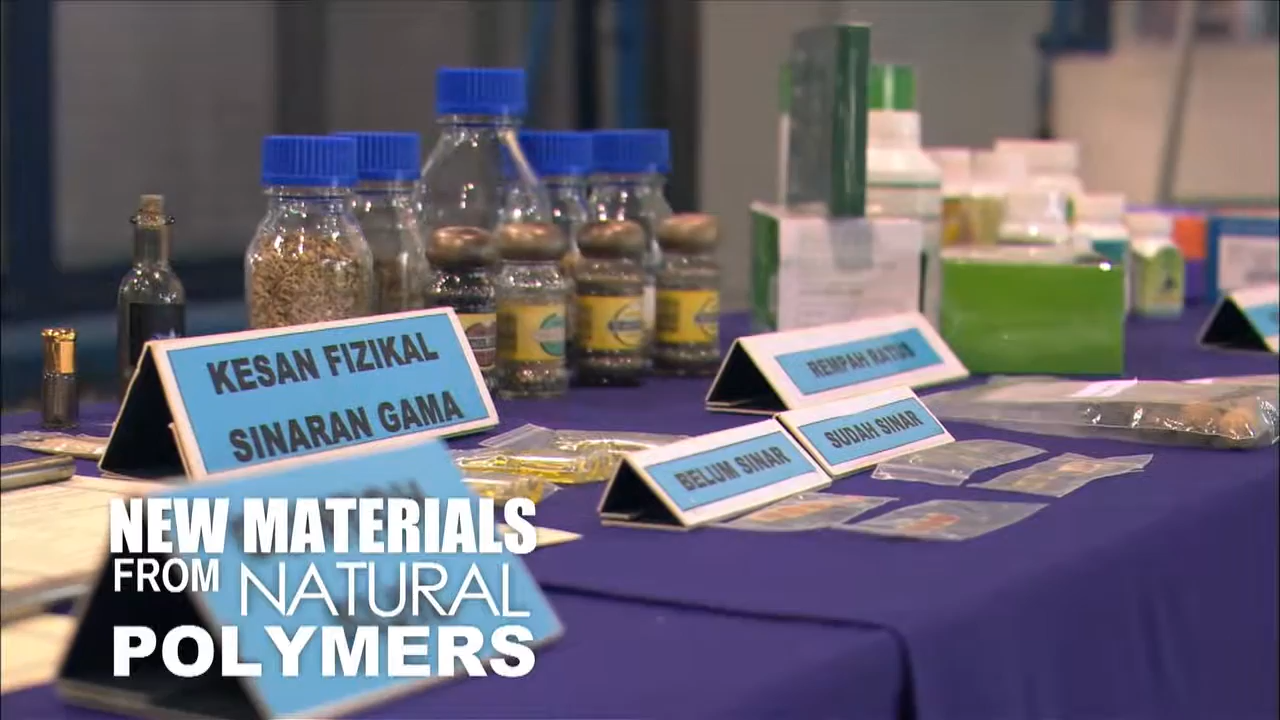 KESAN FIZIKAL
SINARAN GAMA
REMPAH RATUS
BELUM SINAR
SUDAH SINAR
NEW MATERIALS
FROM NATURAL
POLYMERS